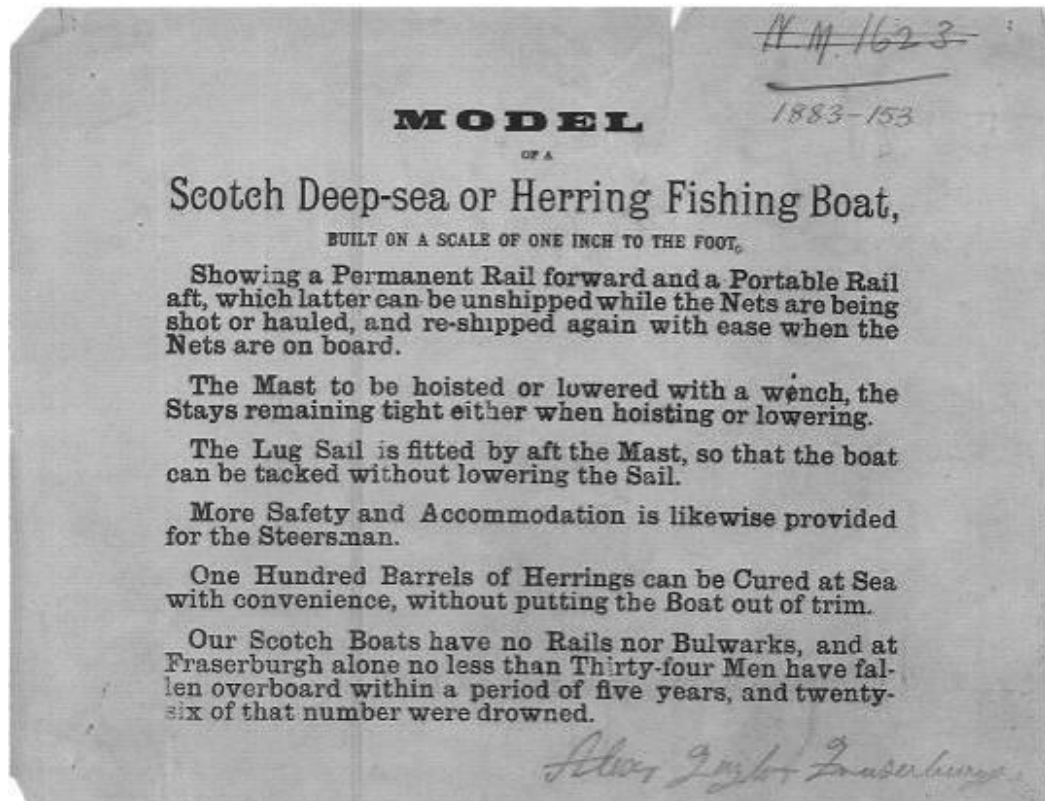 N.M. 1623
1883-153
MODEL
OF A
Scotch Deep-sea or Herring Fishing Boat,
BUILT ON A SCALE OF ONE INCH TO THE FOOT,
Showing a Permanent Rail forward and a Portable Rail
aft, which latter can be unshipped while the Nets are being
shot or hauled, and re-shipped again with ease when the
Nets are on board.
The Mast to be hoisted or lowered with a winch, the
Stays remaining tight either when hoisting or lowering.
The Lug Sail is fitted by aft the Mast, so that the boat
can be tacked without lowering the Sail.
More Safety and Accommodation is likewise provided
for the Steersman.
One Hundred Barrels of Herrings can be Cured at Sea
with convenience, without putting the Boat out of trim.
Our Scotch Boats have no Rails nor Bulwarks, and at
Fraserburgh alone no less than Thirty-four Men have fal-
len overboard within a period of five years, and twenty-
six of that number were drowned.
Taylor Fraserburgh